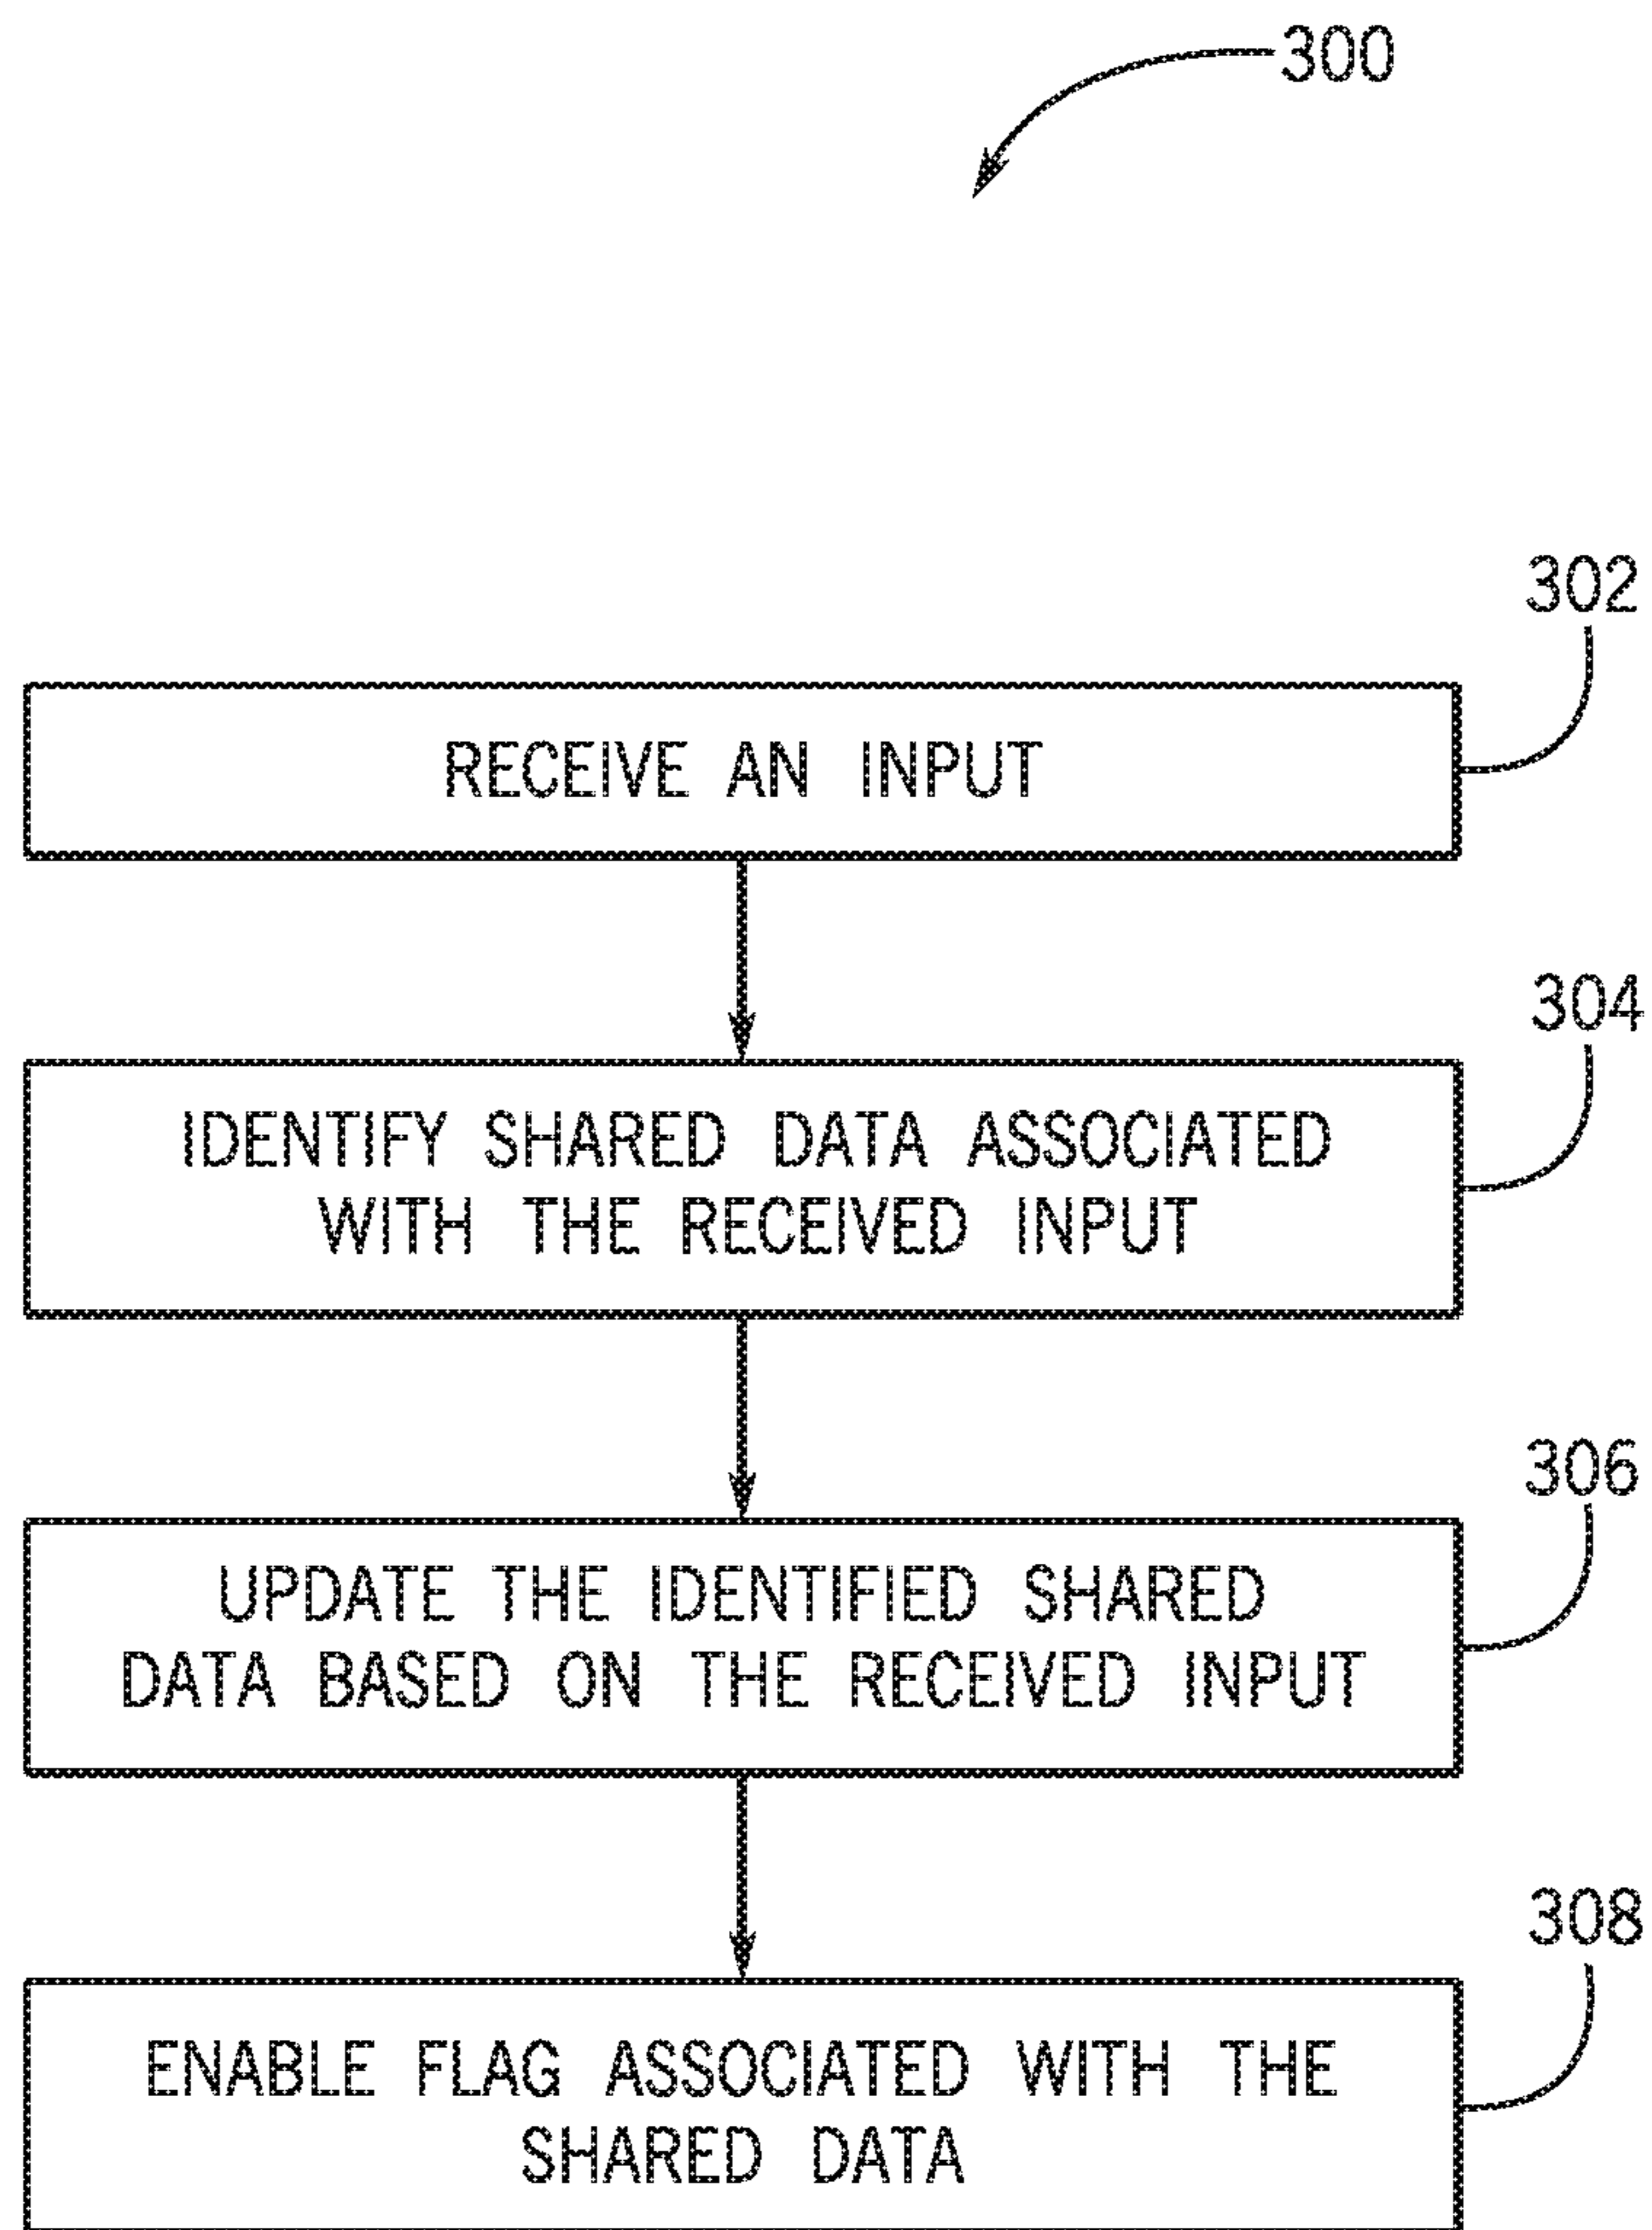 300
302
RECEIVE AN INPUT
304
IDENTIFY SHARED DATA ASSOCIATED
WITH THE RECEIVED INPUT
306
UPDATE THE IDENTIFIED SHARED
DATA BASED ON THE RECEIVED INPUT
308
ENABLE FLAG ASSOCIATED WITH THE
SHARED DATA